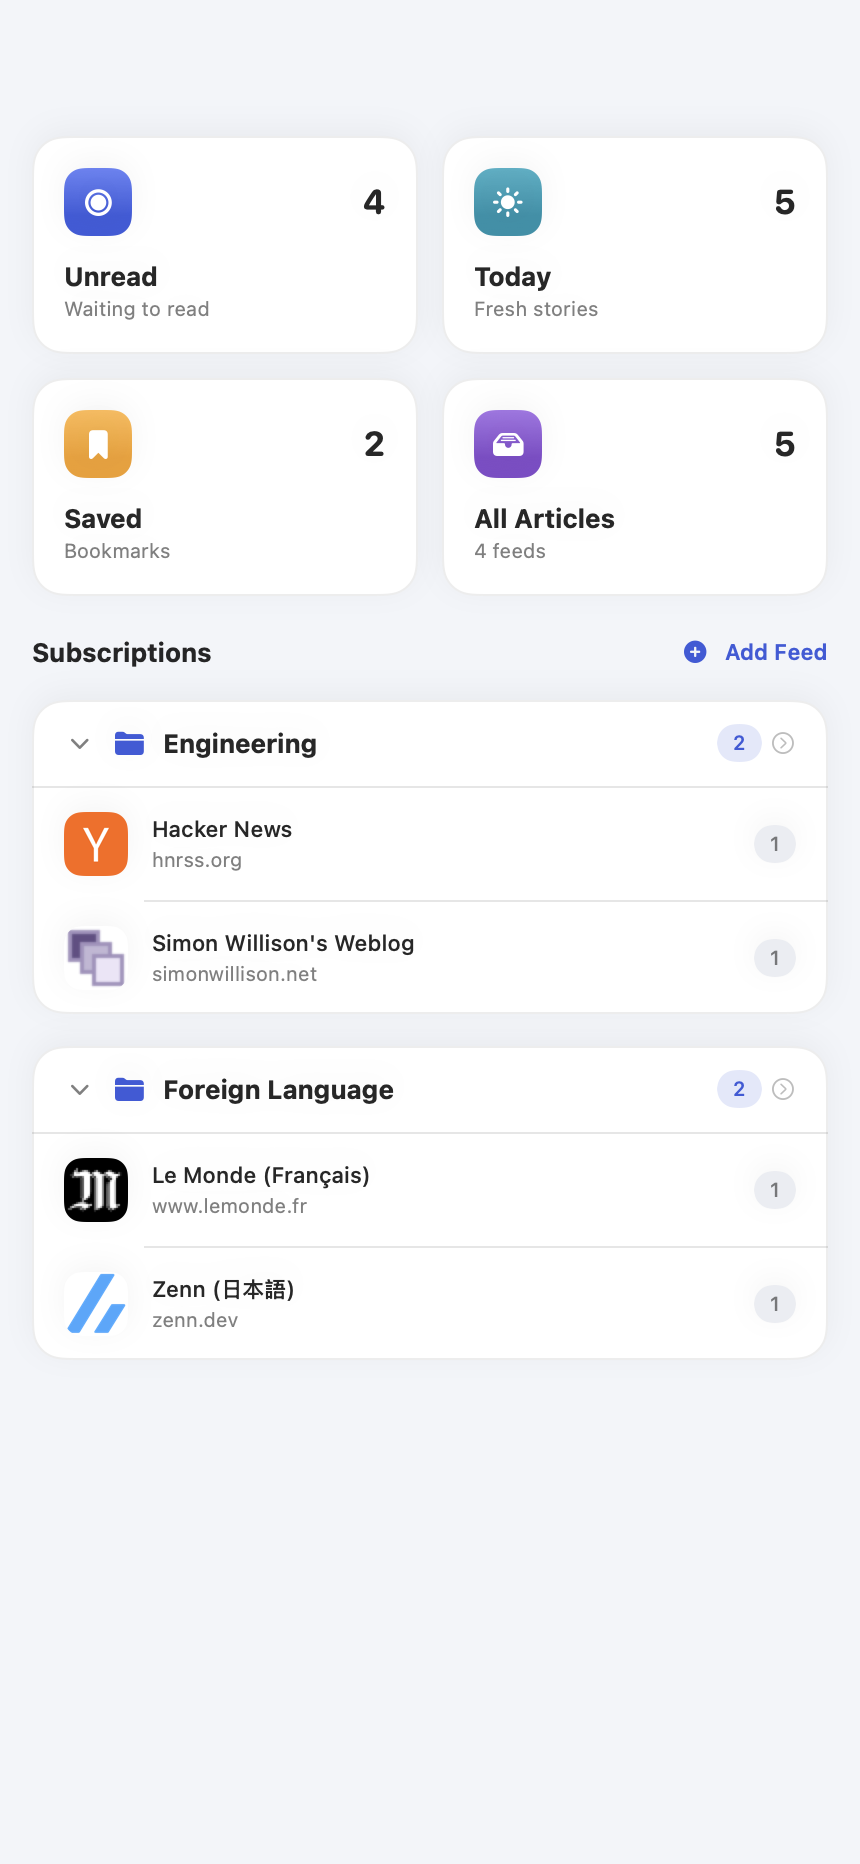 4
Unread
Waiting to read
5
Today
Fresh stories
2
Saved
Bookmarks
5
All Articles
4 feeds
Subscriptions
Add Feed
Engineering
2
Y
Hacker News
hnrss.org
1
Simon Willison's Weblog
simonwillison.net
1
Foreign Language
2
M
Le Monde (Français)
www.lemonde.fr
1
Zenn (日本語)
zenn.dev
1